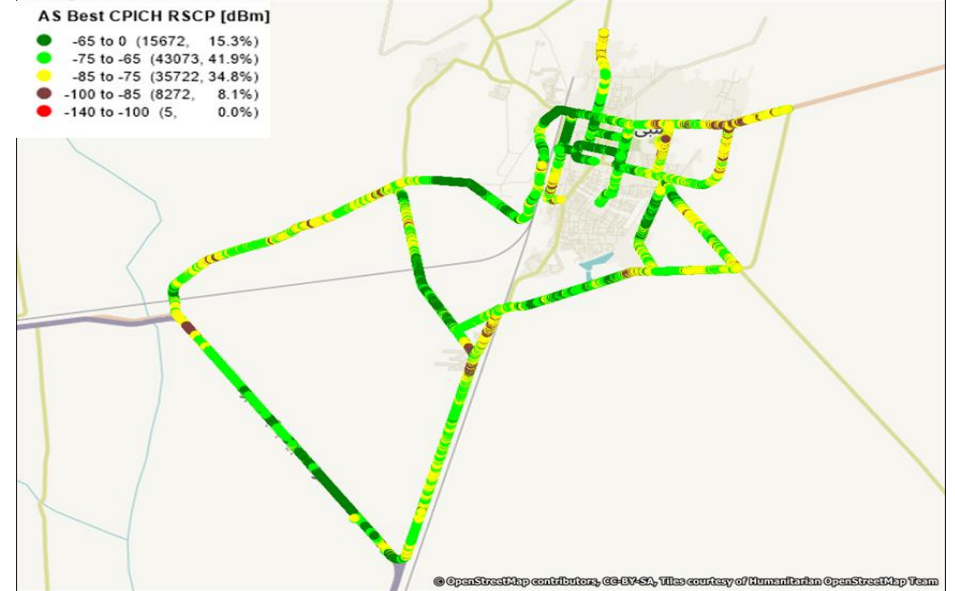 AS Best CPICH RSCP [dBm]
-65 to 0 (15672, 15.3%)
-75 to -65 (43073, 41.9%)
-85 to -75 (35722, 34.8%)
-100 to -85 (8272, 8.1%)
-140 to -100 (5, 0.0%)
© OpenStreetMap contributors, CC-BY-SA, Tiles courtesy of Humanitarian OpenStreetMap Team